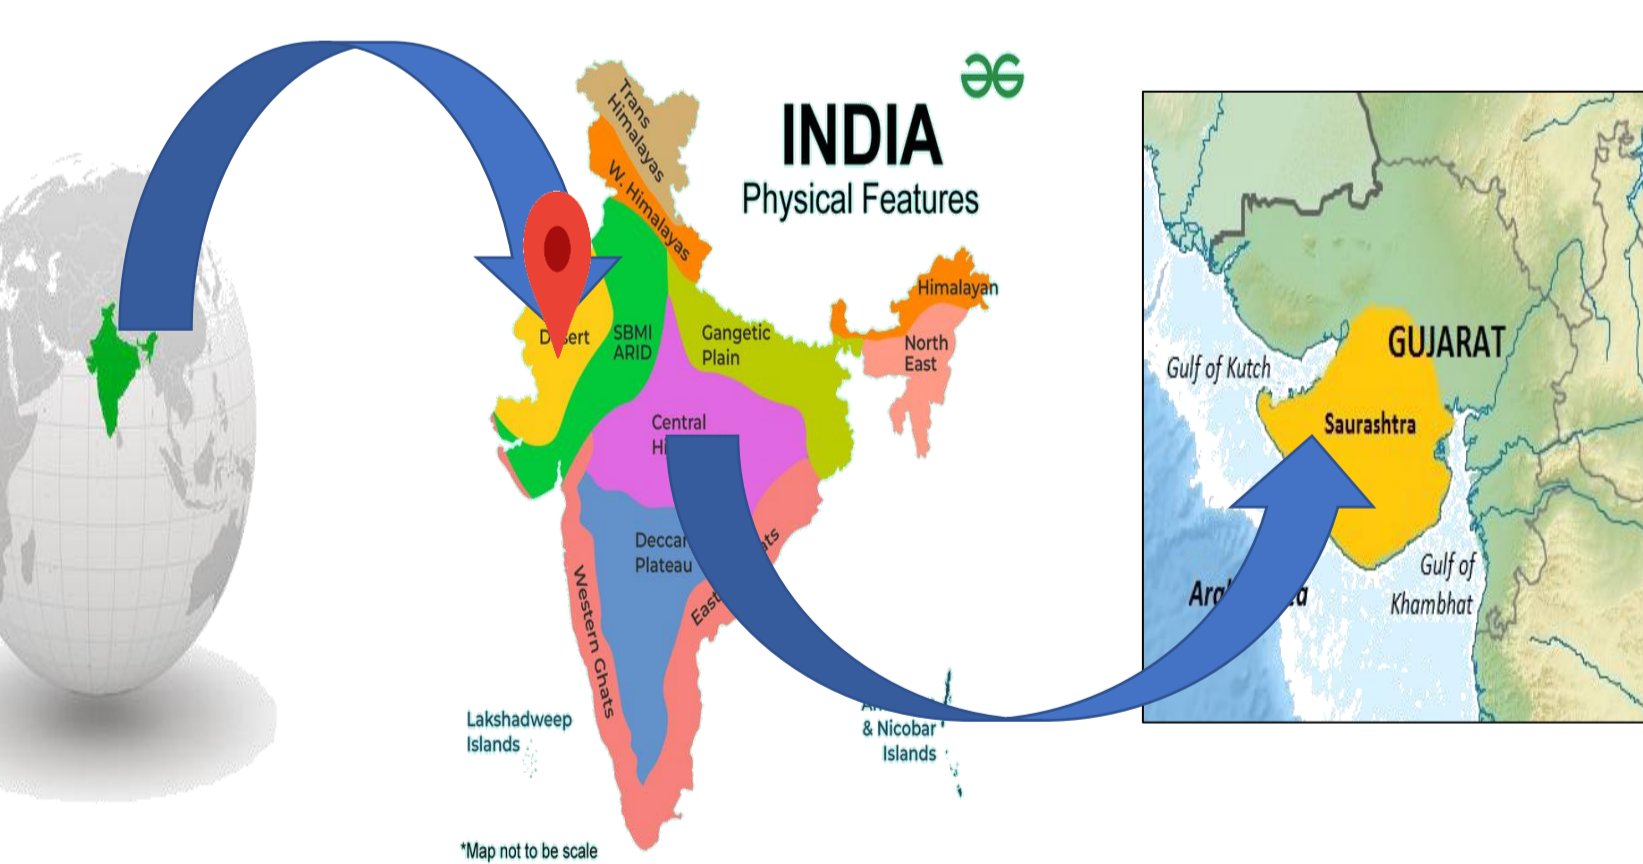 INDIA
Physical Features
Trans
Himalayas
W. Himalayas
Himalayan
North
East
SBMI
ARID
Gangetic
Plain
Central
Plateau
Western Ghats
Lakshadweep
Islands
& Nicobar
Islands
*Map not to be scale
GUJARAT
Gulf of Kutch
Saurashtra
Gulf of
Khambhat